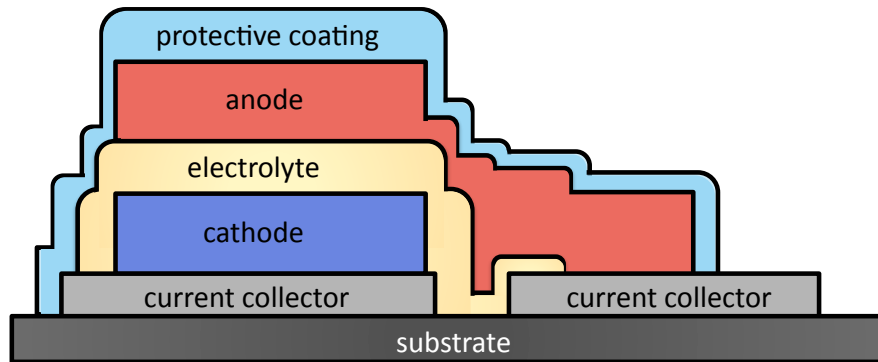 protective coating
anode
electrolyte
cathode
current collector
current collector
substrate